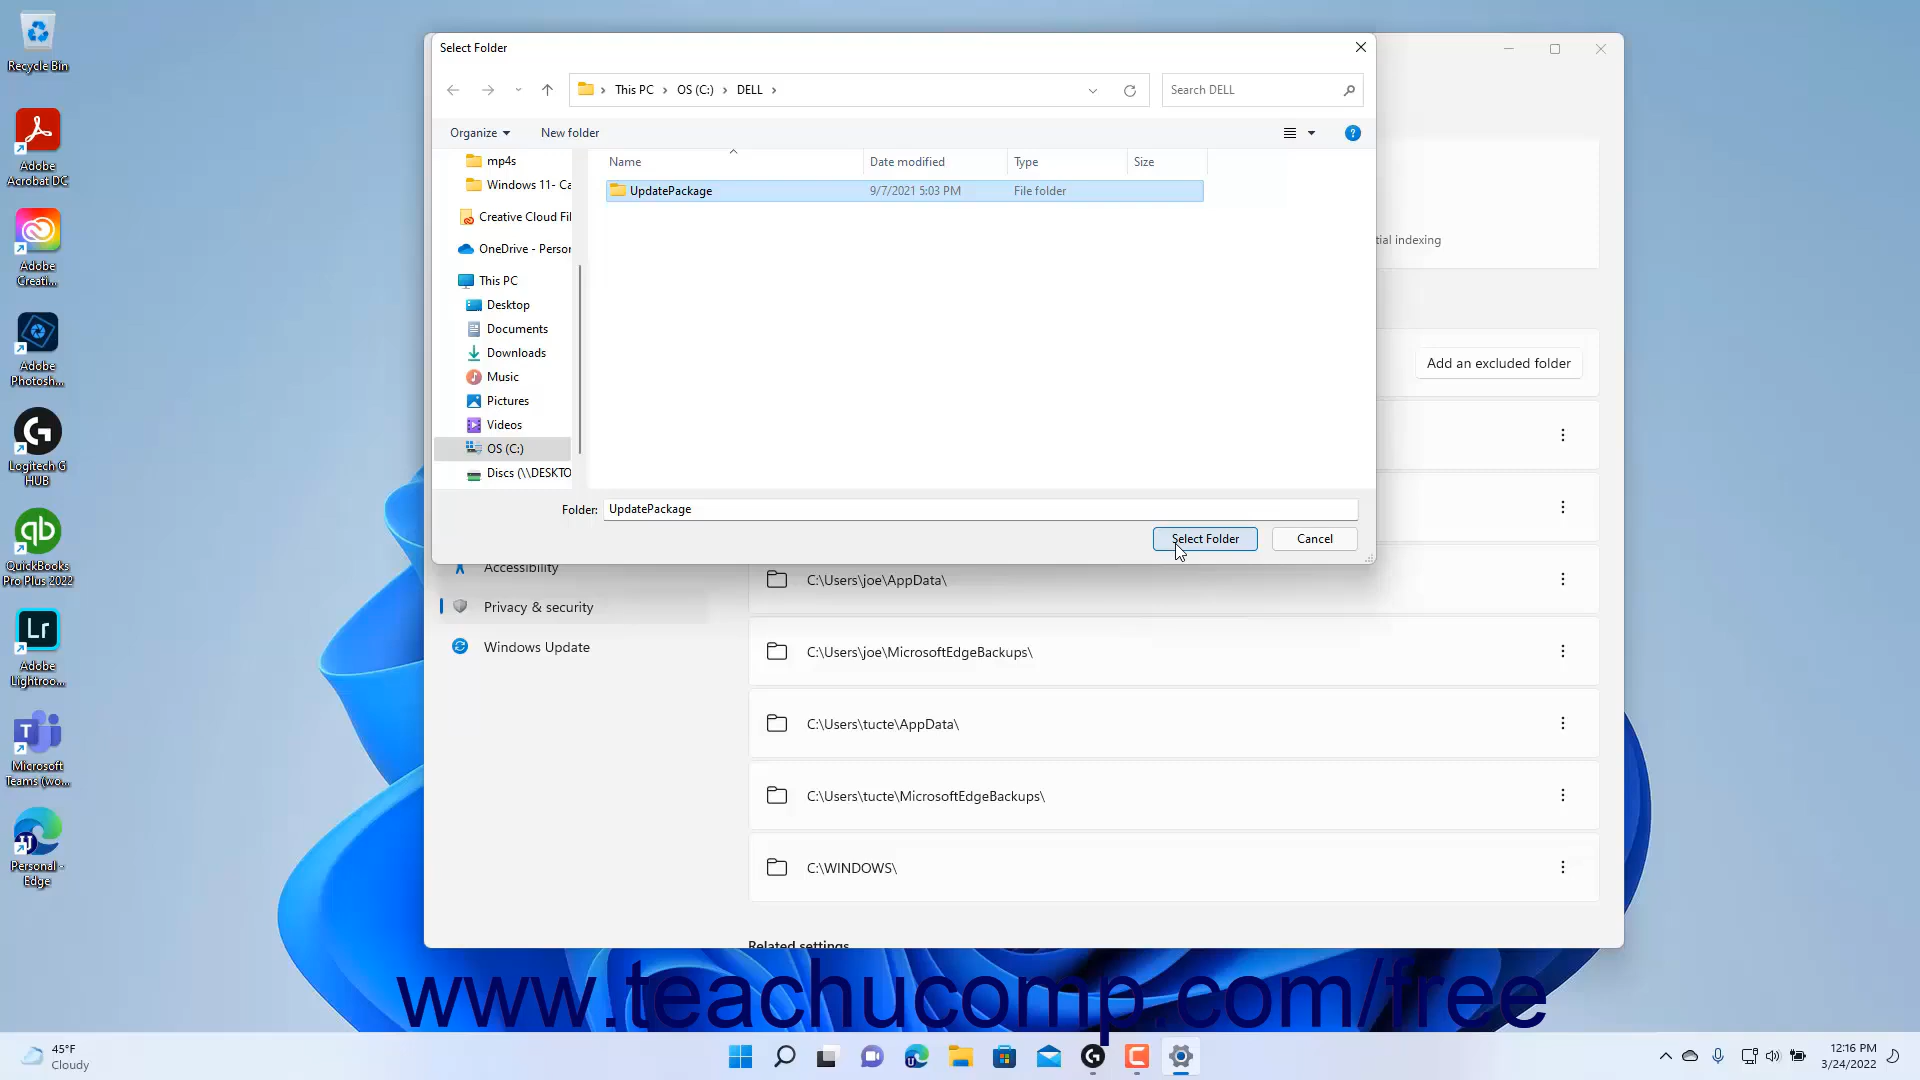 Recycle Bin
Adobe
Acrobat DC
Adobe
Creati...
Adobe
Photosh...
Logitech G
HUB
QuickBooks
Pro Plus 2022
Lr
Adobe
Lightroo...
Microsoft
Teams (wo...
Personal -
Edge
Select Folder
This PC
OS (C:)
DELL
Search DELL
Organize
New folder
Name
Date modified
Type
Size
UpdatePackage
9/7/2021 5:03 PM
File folder
mp4s
Windows 11- Ca
Creative Cloud Fil
OneDrive - Person
This PC
Desktop
Documents
Downloads
Music
Pictures
Videos
OS (C:)
Discs (\\DESKTO
Folder:
UpdatePackage
Select Folder
Cancel
tial indexing
Add an excluded folder
Accessibility
Privacy & security
Windows Update
C:\Users\joe\AppData\
C:\Users\joe\MicrosoftEdgeBackups\
C:\Users\tucte\AppData\
C:\Users\tucte\MicrosoftEdgeBackups\
C:\WINDOWS\
Related settings
www.teachucomp.com/free
45°F
Cloudy
12:16 PM
3/24/2022